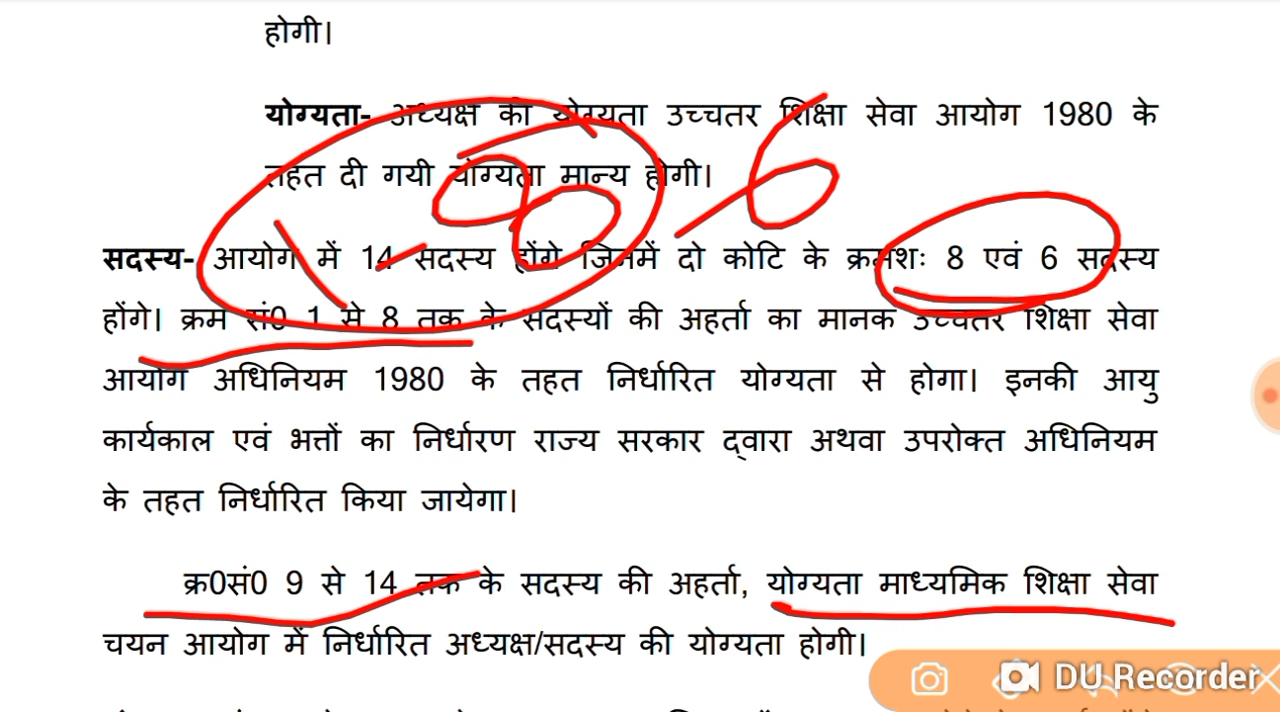 होगी।
योग्यता- अध्यक्ष की योग्यता उच्चतर शिक्षा सेवा आयोग 1980 के
तहत दी गयी योग्यता मान्य होगी।
1-8 6
सदस्य- आयोग में 14 सदस्य होंगे जिनमें दो कोटि के क्रमशः 8 एवं 6 सदस्य
होंगे। क्रम सं0 1 से 8 तक के सदस्यों की अहर्ता का मानक उच्चतर शिक्षा सेवा
आयोग अधिनियम 1980 के तहत निर्धारित योग्यता से होगा। इनकी आयु
कार्यकाल एवं भत्तों का निर्धारण राज्य सरकार द्वारा अथवा उपरोक्त अधिनियम
के तहत निर्धारित किया जायेगा।
क्र0सं0 9 से 14 तक के सदस्य की अहर्ता, योग्यता माध्यमिक शिक्षा सेवा
चयन आयोग में निर्धारित अध्यक्ष/सदस्य की योग्यता होगी।
DU Recorder